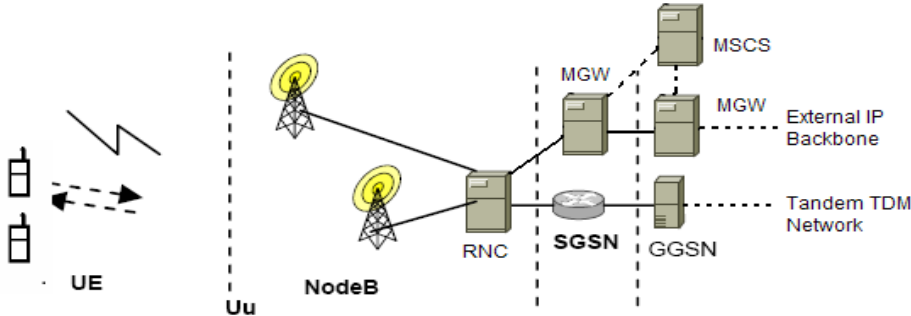 MSCS
MGW
MGW
External IP
Backbone
Tandem TDM
Network
RNC
SGSN
GGSN
UE
NodeB
Uu